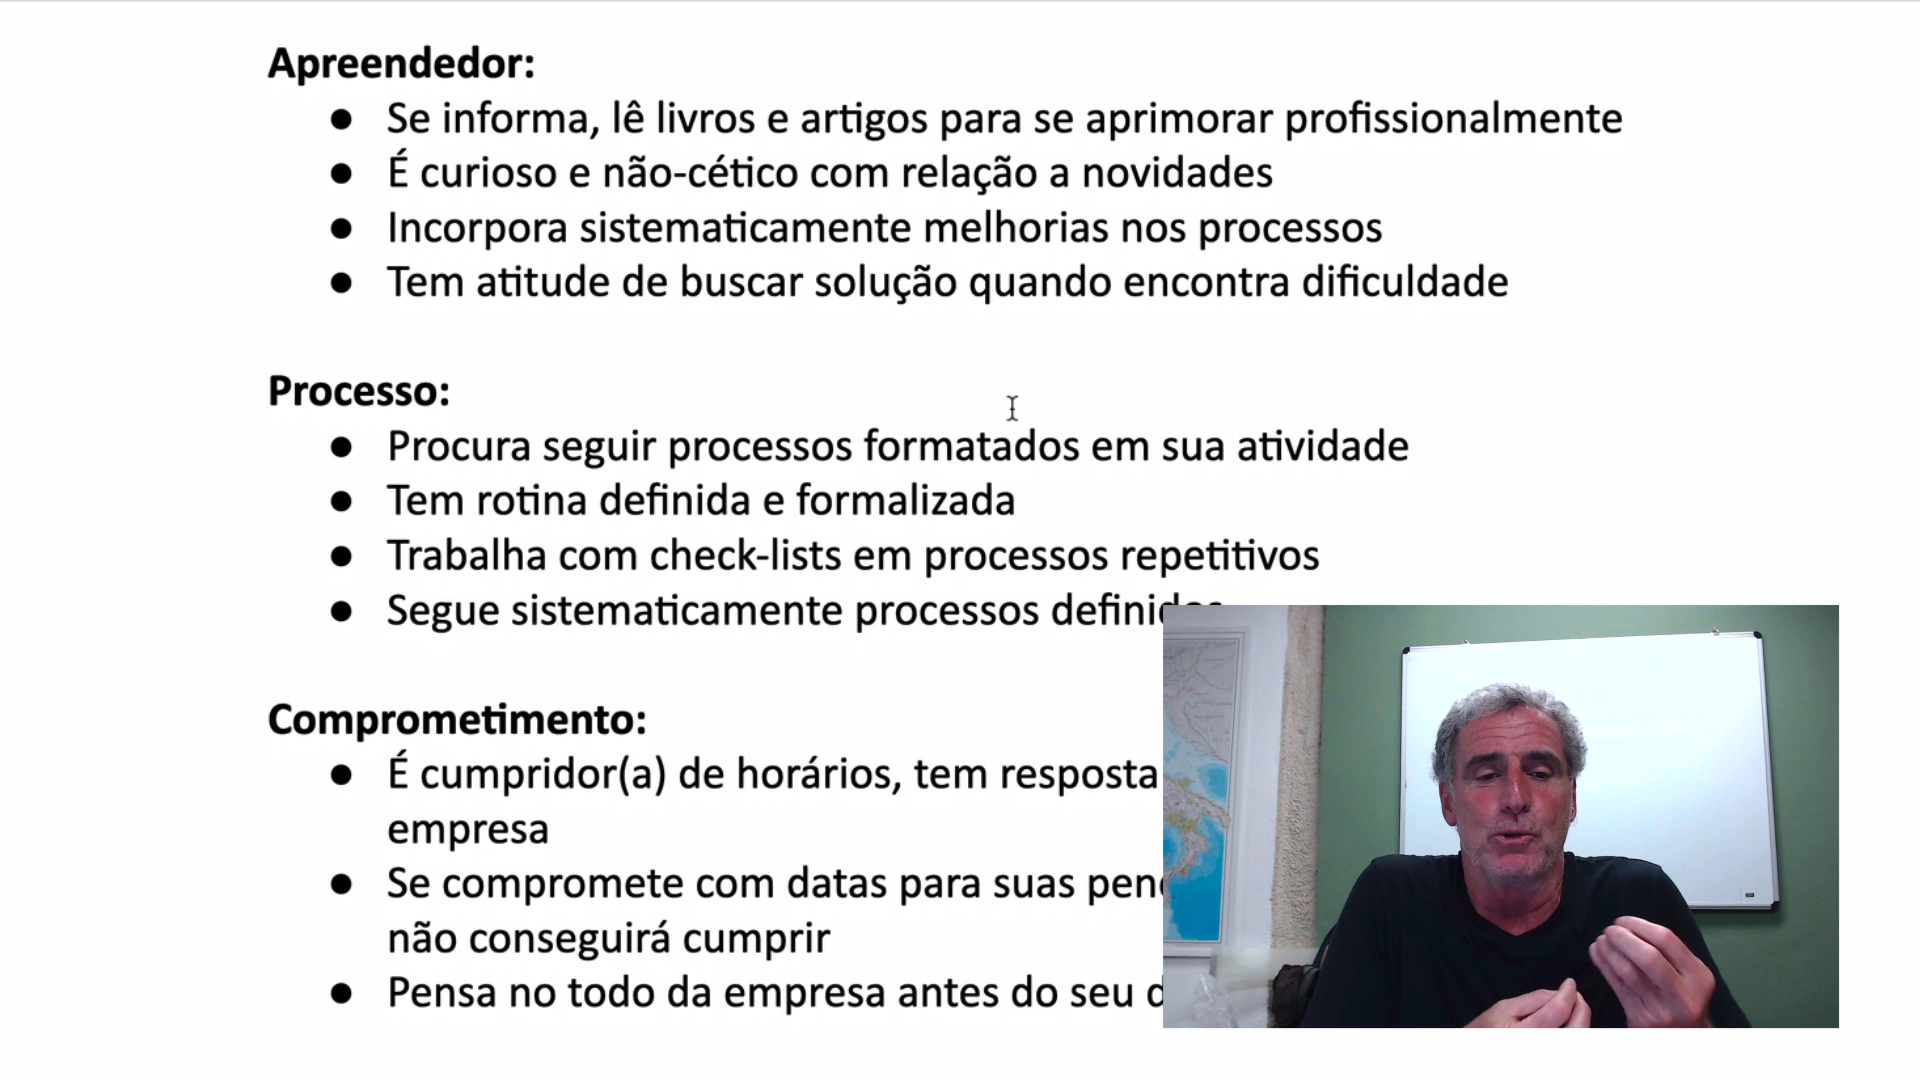 Apreendedor:
● Se informa, lê livros e artigos para se aprimorar profissionalmente
● É curioso e não-cético com relação a novidades
● Incorpora sistematicamente melhorias nos processos
● Tem atitude de buscar solução quando encontra dificuldade
Processo:
● Procura seguir processos formatados em sua atividade
● Tem rotina definida e formalizada
● Trabalha com check-lists em processos repetitivos
● Segue sistematicamente processos definidos
Comprometimento:
● É cumpridor(a) de horários, tem resposta
empresa
● Se compromete com datas para suas
não conseguirá cumprir
● Pensa no todo da empresa antes do seu